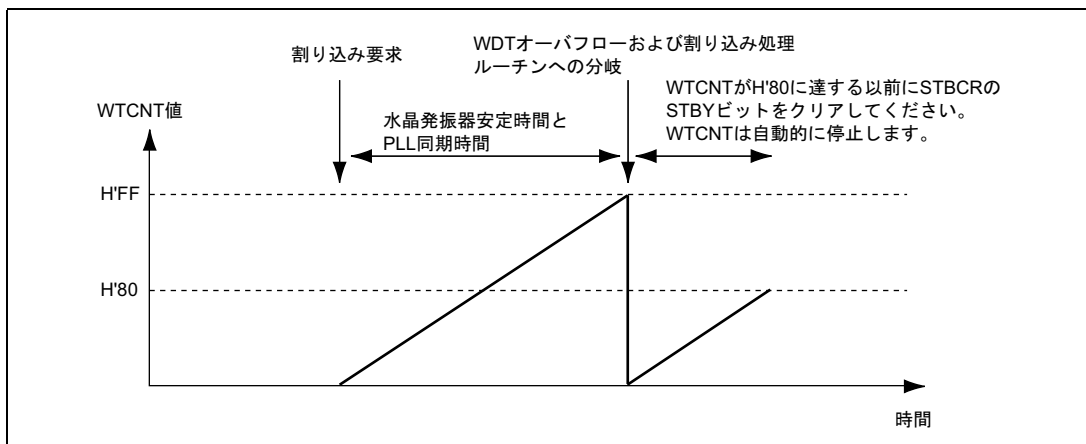 割り込み要求
WDTオーバフローおよび割り込み処理
ルーチンへの分岐
WTCNTがH'80に達する以前にSTBCRの
STBYビットをクリアしてください。
WTCNTは自動的に停止します。
WTCNT値
水晶発振器安定時間と
PLL同期時間
H'FF
H'80
時間